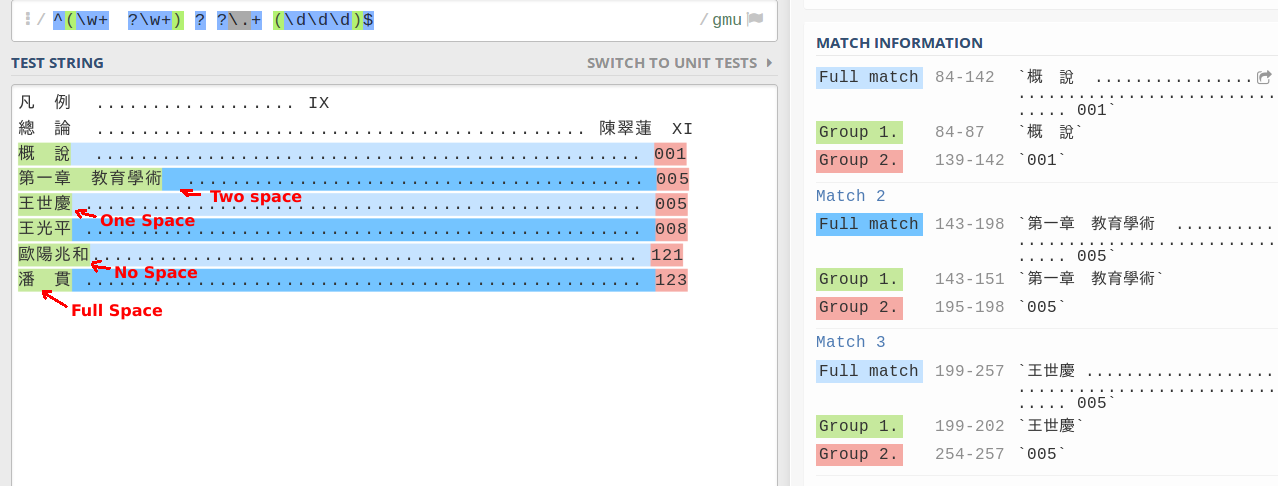 / ^(\w+　?\w+) ? ?\.+ (\d\d\d)$ / gmu
TEST STRING SWITCH TO UNIT TESTS
凡　例  .................. IX
總　論  ............................................ 陳翠蓮  XI
概　說  ................................................. 001
第一章　教育學術  ......................................... 005
Two space
王世慶 .................................................. 005
One Space
王光平 .................................................. 008
歐陽兆和................................................. 121
No Space
潘　貫 .................................................. 123
Full Space
MATCH INFORMATION
Full match 84-142 `概　說  ................
.............................
..... 001`
Group 1. 84-87 `概　說`
Group 2. 139-142 `001`
Match 2
Full match 143-198 `第一章　教育學術  ..........
.............................
..... 005`
Group 1. 143-151 `第一章　教育學術`
Group 2. 195-198 `005`
Match 3
Full match 199-257 `王世慶 .....................
.............................
..... 005`
Group 1. 199-202 `王世慶`
Group 2. 254-257 `005`